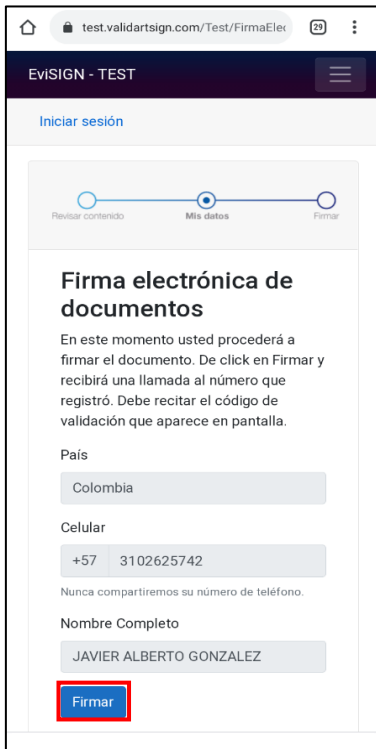 test.validartsign.com/Test/FirmaElec
29
EviSIGN - TEST
Iniciar sesión
Revisar contenido
Mis datos
Firmar
Firma electrónica de
documentos
En este momento usted procederá a
firmar el documento. De click en Firmar y
recibirá una llamada al número que
registró. Debe recitar el código de
validación que aparece en pantalla.
País
Colombia
Celular
+57 3102625742
Nunca compartiremos su número de teléfono.
Nombre Completo
JAVIER ALBERTO GONZALEZ
Firmar